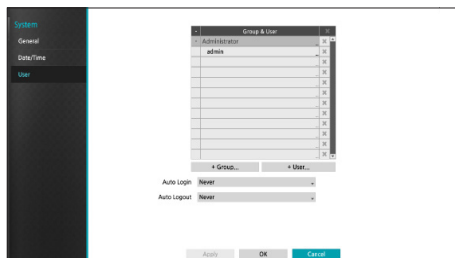 System
General
Date/Time
User
- Group & User X
- Administrator X
admin X
+ Group... + User...
Auto Login Never
Auto Logout Never
Apply OK Cancel